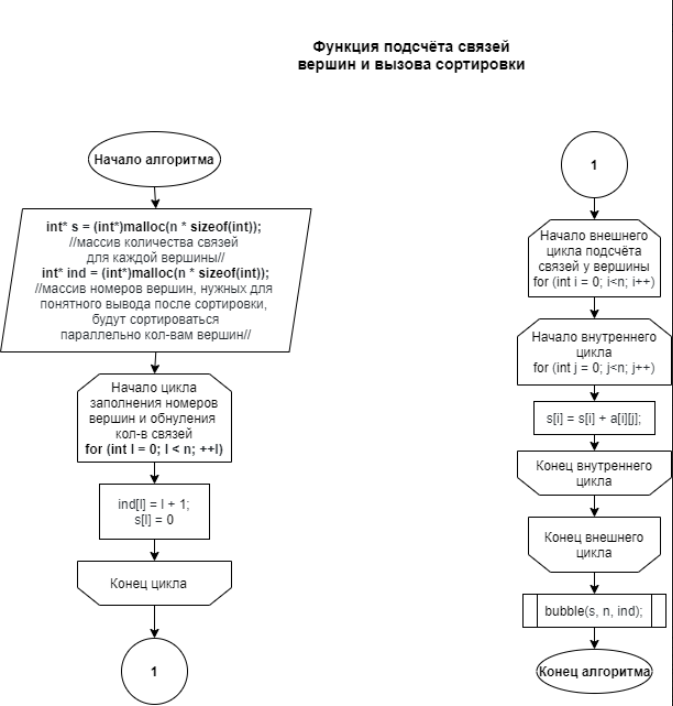 Функция подсчёта связей
вершин и вызова сортировки
Начало алгоритма
int* s = (int*)malloc(n * sizeof(int));
//массив количества связей
для каждой вершины//
int* ind = (int*)malloc(n * sizeof(int));
//массив номеров вершин, нужных для
понятного вывода после сортировки,
будут сортироваться
параллельно кол-вам вершин//
Начало цикла
заполнения номеров
вершин и обнуления
кол-в связей
for (int l = 0; l < n; ++l)
ind[l] = l + 1;
s[l] = 0
Конец цикла
1
1
Начало внешнего
цикла подсчёта
связей у вершины
for (int i = 0; i<n; i++)
Начало внутреннего
цикла
for (int j = 0; j<n; j++)
s[i] = s[i] + a[i][j];
Конец внутреннего
цикла
Конец внешнего
цикла
bubble(s, n, ind);
Конец алгоритма